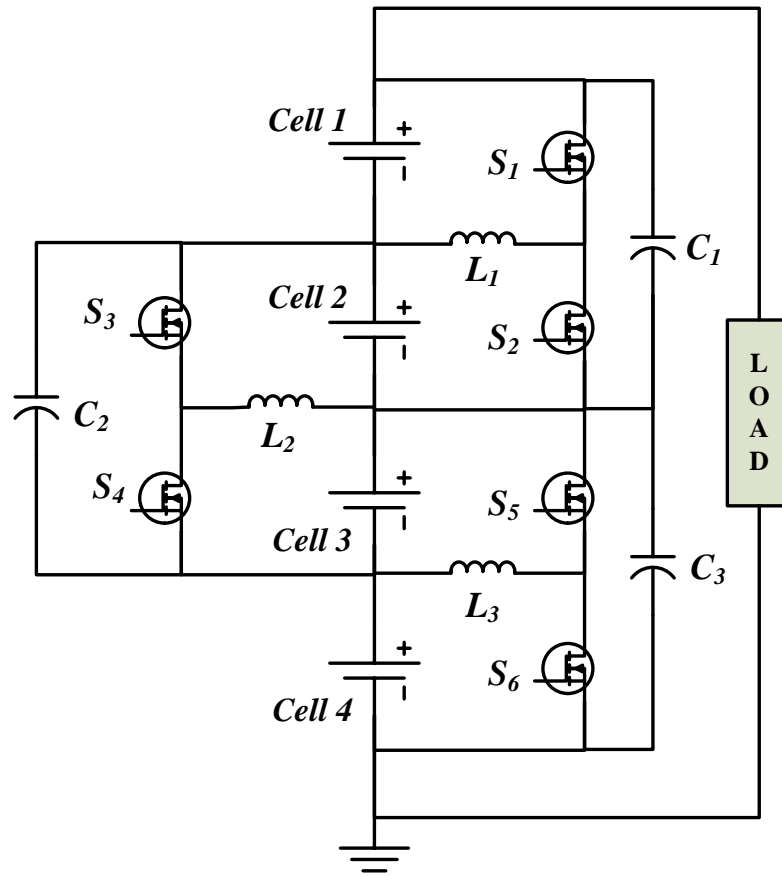 Cell 1
+
S1
L1
C1
S3
Cell 2
+
S2
C2
L2
LOAD
S4
+
S5
Cell 3
L3
C3
+
S6
Cell 4